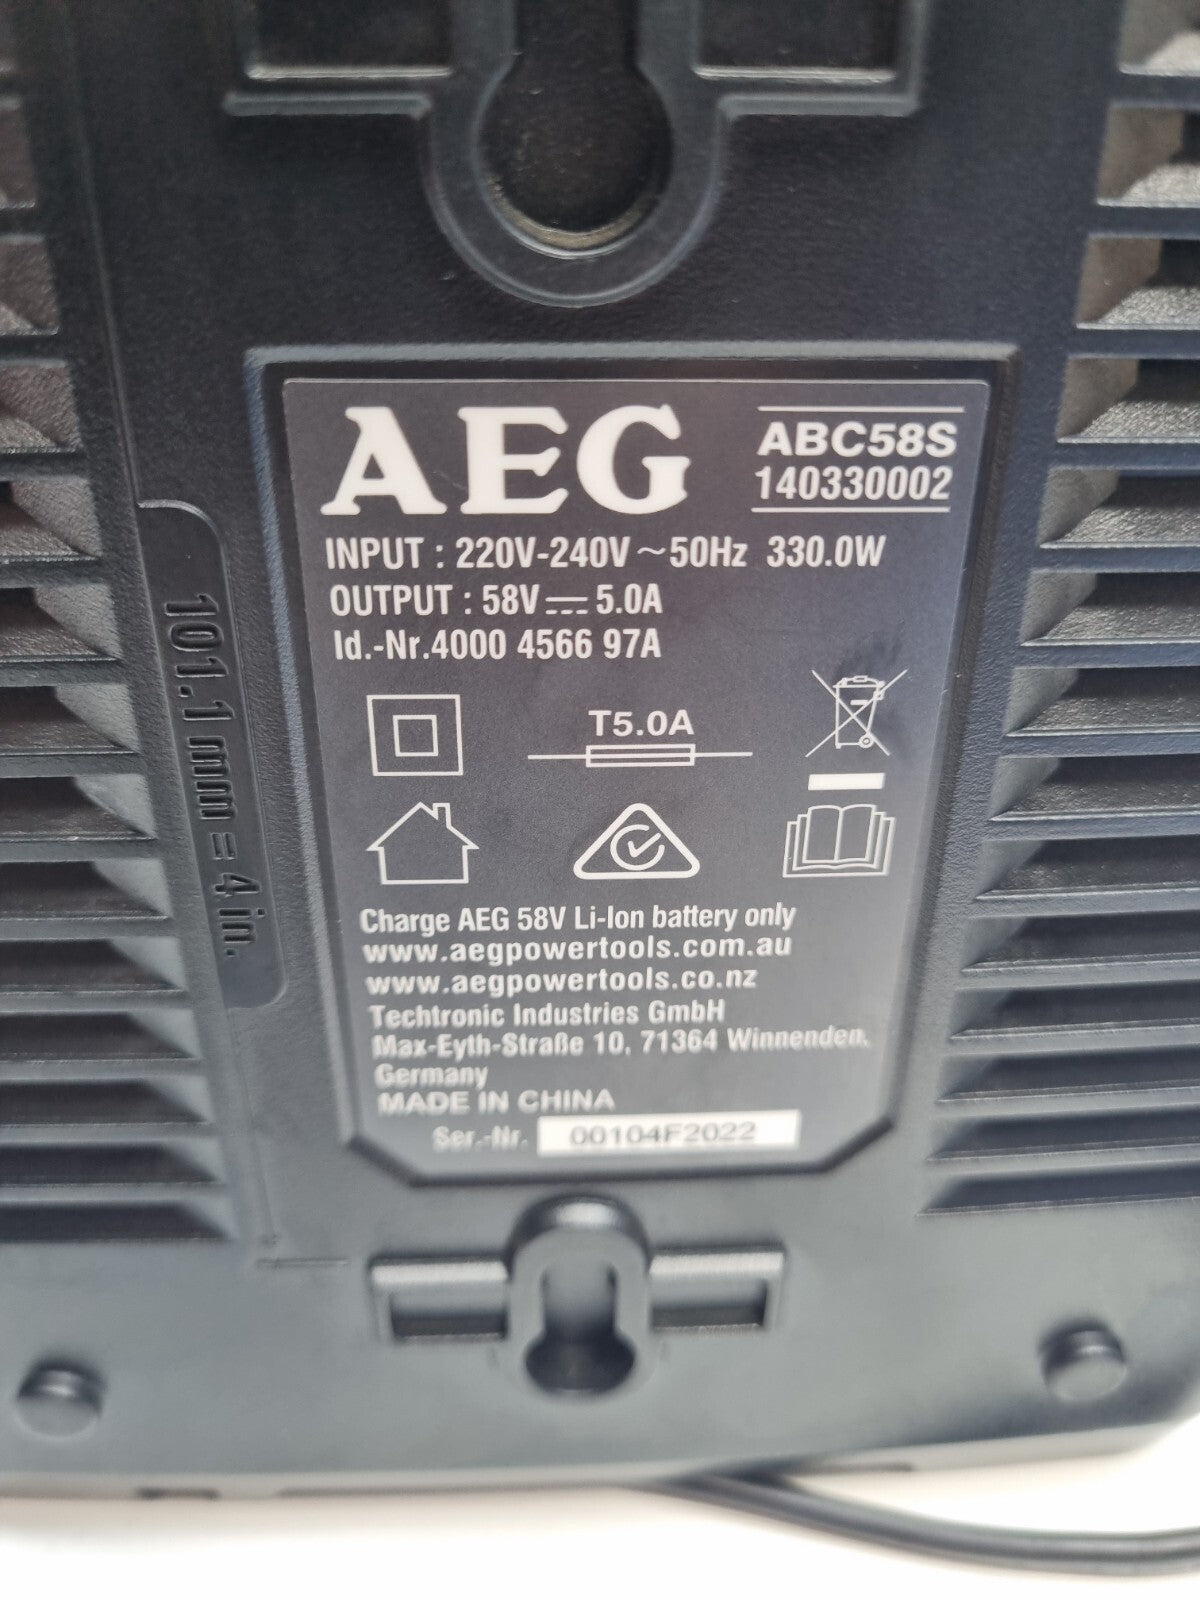 AEG
ABC58S
140330002
INPUT : 220V-240V ~ 50Hz 330.0W
OUTPUT : 58V ⎓ 5.0A
Id.-Nr.4000 4566 97A
T5.0A
Charge AEG 58V Li-Ion battery only
www.aegpowertools.com.au
www.aegpowertools.co.nz
Techtronic Industries GmbH
Max-Eyth-Straße 10, 71364 Winnenden,
Germany
MADE IN CHINA
Ser.-Nr. 00104F2022
101.1 mm = 4 in.